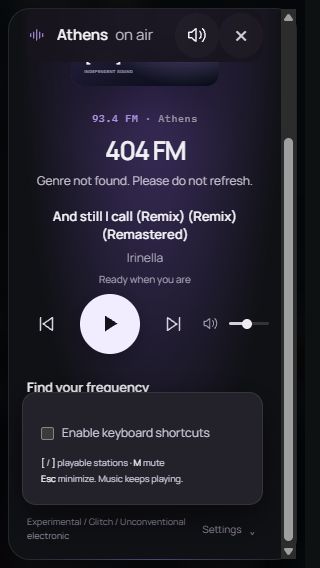 Athens on air
INDEPENDENT SOUND
93.4 FM · Athens
404 FM
Genre not found. Please do not refresh.
And still I call (Remix) (Remix)
(Remastered)
Irinella
Ready when you are
Find your frequency
Enable keyboard shortcuts
[ / ] playable stations · M mute
Esc minimize. Music keeps playing.
Experimental / Glitch / Unconventional
electronic
Settings